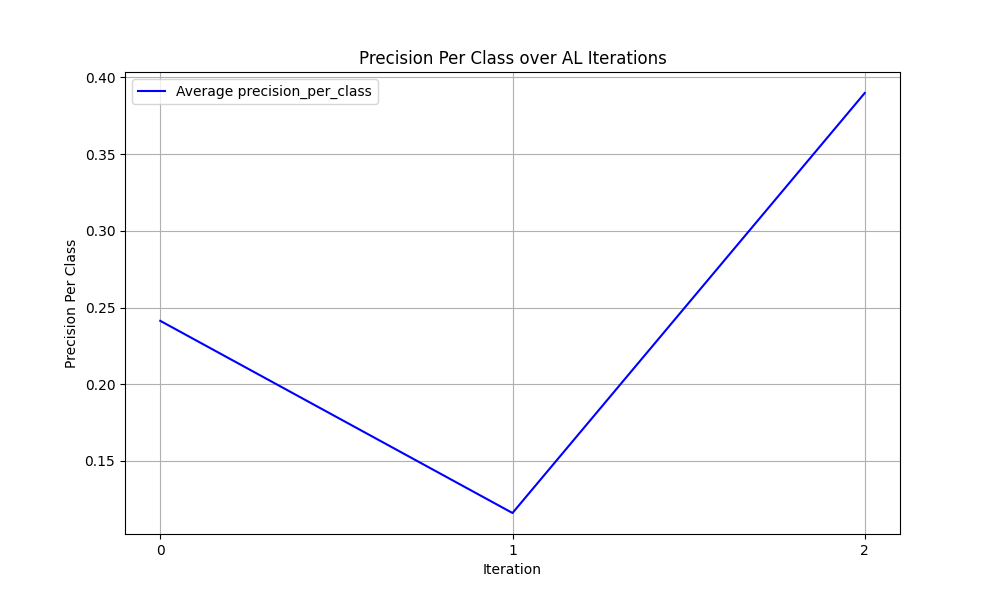 Precision Per Class over AL Iterations
Average precision_per_class
Precision Per Class
0.40
0.35
0.30
0.25
0.20
0.15
0
1
2
Iteration